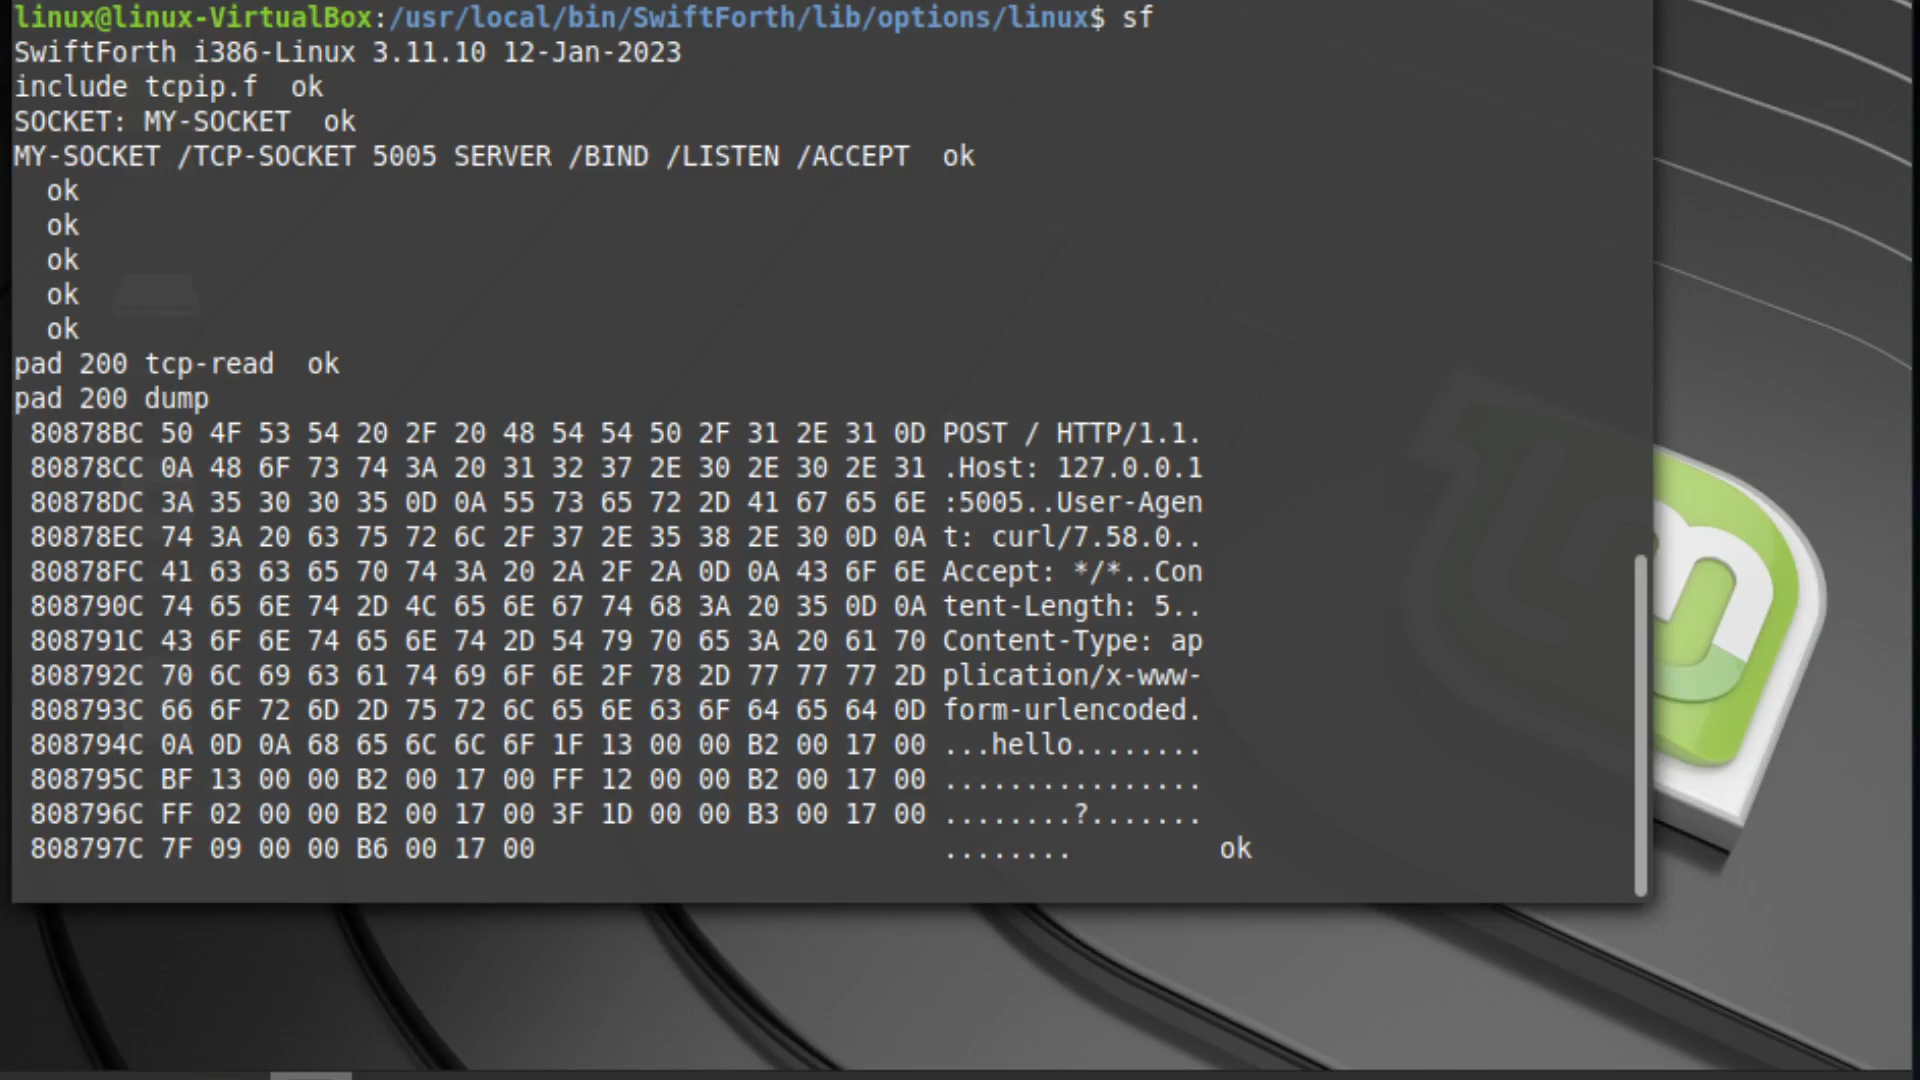 linux@linux-VirtualBox:/usr/local/bin/SwiftForth/lib/options/linux$ sf
SwiftForth i386-Linux 3.11.10 12-Jan-2023
include tcpip.f  ok
SOCKET: MY-SOCKET  ok
MY-SOCKET /TCP-SOCKET 5005 SERVER /BIND /LISTEN /ACCEPT  ok
  ok
  ok
  ok
  ok
  ok
pad 200 tcp-read  ok
pad 200 dump
 80878BC 50 4F 53 54 20 2F 20 48 54 54 50 2F 31 2E 31 0D POST / HTTP/1.1.
 80878CC 0A 48 6F 73 74 3A 20 31 32 37 2E 30 2E 30 2E 31 .Host: 127.0.0.1
 80878DC 3A 35 30 30 35 0D 0A 55 73 65 72 2D 41 67 65 6E :5005..User-Agen
 80878EC 74 3A 20 63 75 72 6C 2F 37 2E 35 38 2E 30 0D 0A t: curl/7.58.0..
 80878FC 41 63 63 65 70 74 3A 20 2A 2F 2A 0D 0A 43 6F 6E Accept: */*..Con
 808790C 74 65 6E 74 2D 4C 65 6E 67 74 68 3A 20 35 0D 0A tent-Length: 5..
 808791C 43 6F 6E 74 65 6E 74 2D 54 79 70 65 3A 20 61 70 Content-Type: ap
 808792C 70 6C 69 63 61 74 69 6F 6E 2F 78 2D 77 77 77 2D plication/x-www-
 808793C 66 6F 72 6D 2D 75 72 6C 65 6E 63 6F 64 65 64 0D form-urlencoded.
 808794C 0A 0D 0A 68 65 6C 6C 6F 1F 13 00 00 B2 00 17 00 ...hello........
 808795C BF 13 00 00 B2 00 17 00 FF 12 00 00 B2 00 17 00 ................
 808796C FF 02 00 00 B2 00 17 00 3F 1D 00 00 B3 00 17 00 ........?.......
 808797C 7F 09 00 00 B6 00 17 00                         ........         ok